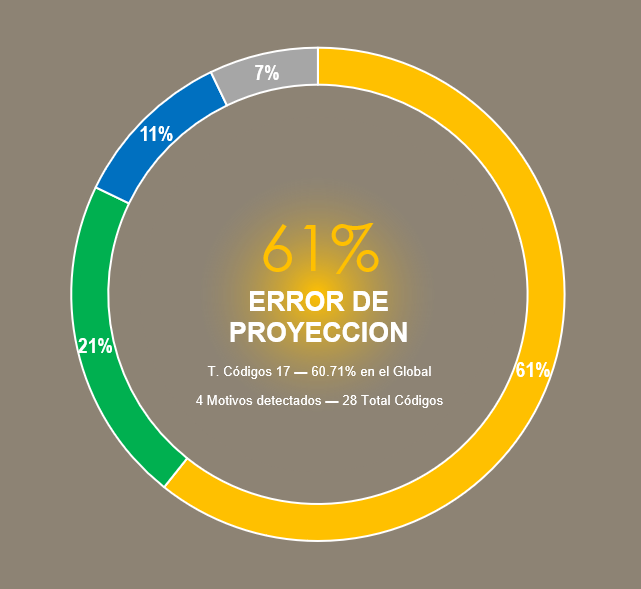 7%
11%
61%
ERROR DE
PROYECCION
21%
61%
T. Códigos 17 — 60.71% en el Global
4 Motivos detectados — 28 Total Códigos